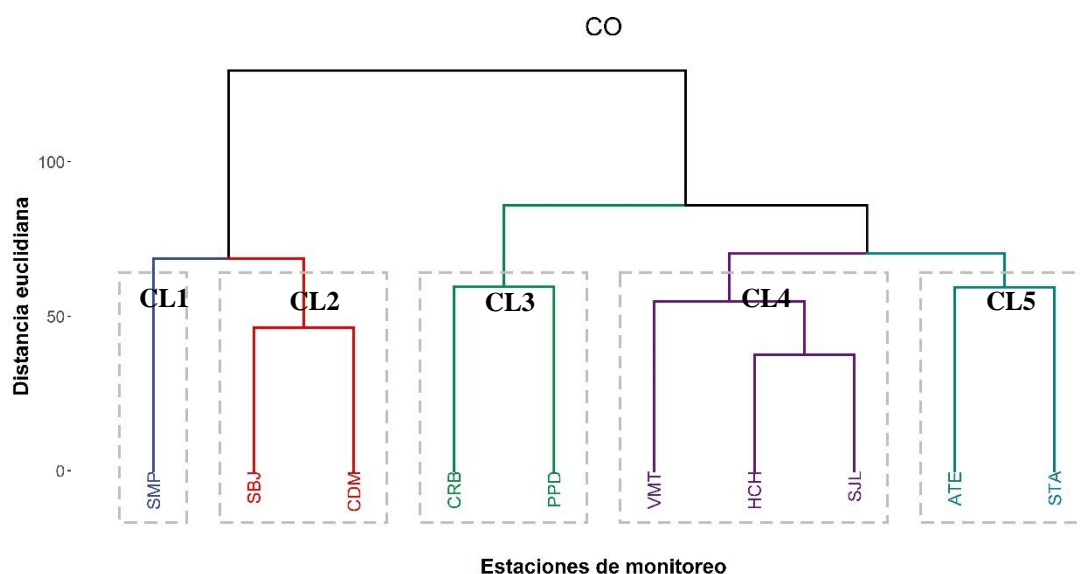 CO
Distancia euclidiana
100-
50-
0-
CL1
CL2
CL3
CL4
CL5
SMP
SBJ
CDM
CRB
PPD
VMT
HCH
SJL
ATE
STA
Estaciones de monitoreo